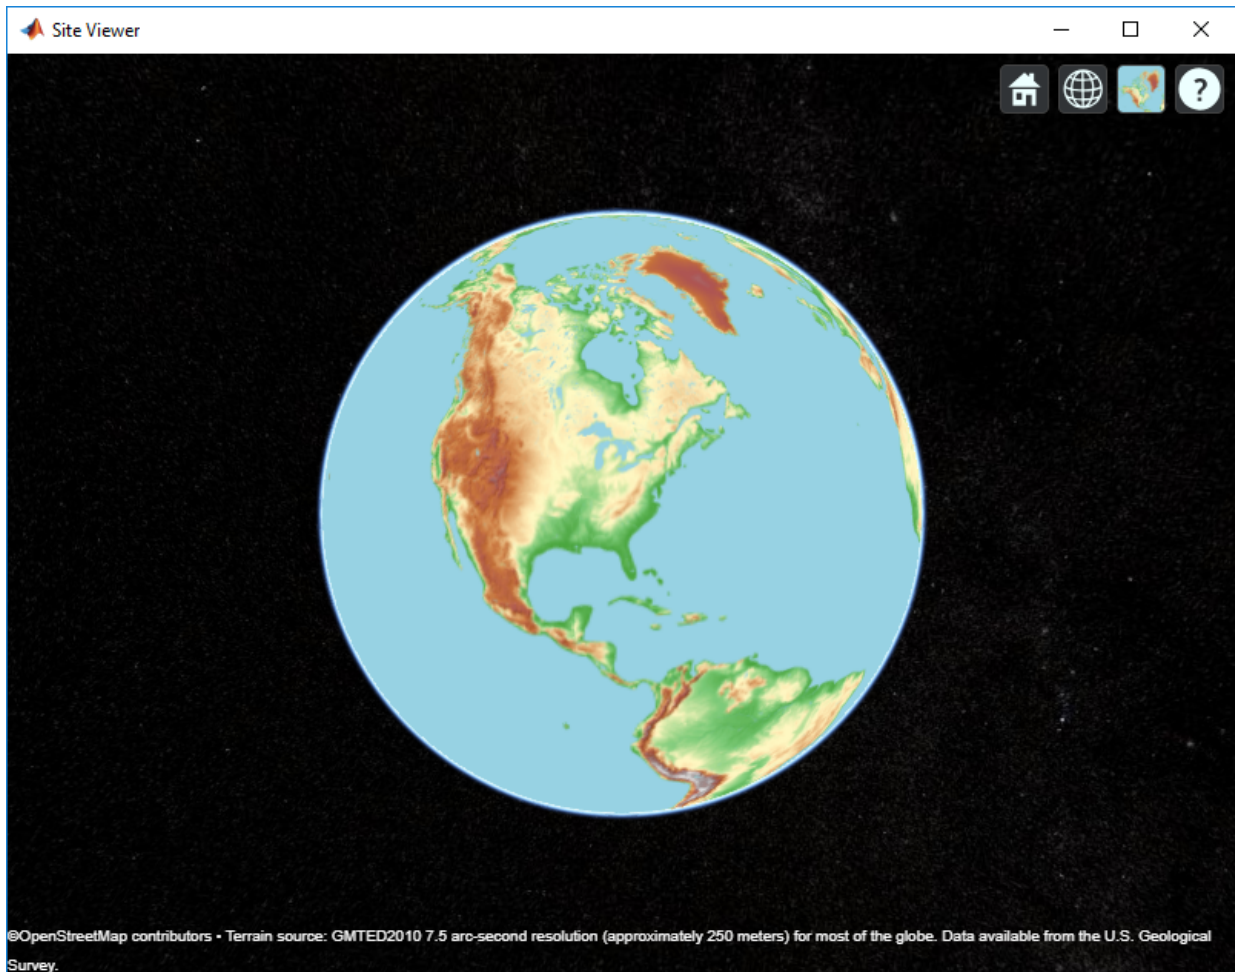 Site Viewer
?
©OpenStreetMap contributors • Terrain source: GMTED2010 7.5 arc-second resolution (approximately 250 meters) for most of the globe. Data available from the U.S. Geological
Survey.